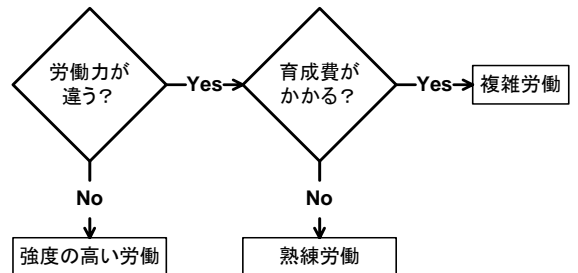 労働力が
違う？
Yes
育成費が
かかる？
Yes
複雑労働
No
No
強度の高い労働
熟練労働